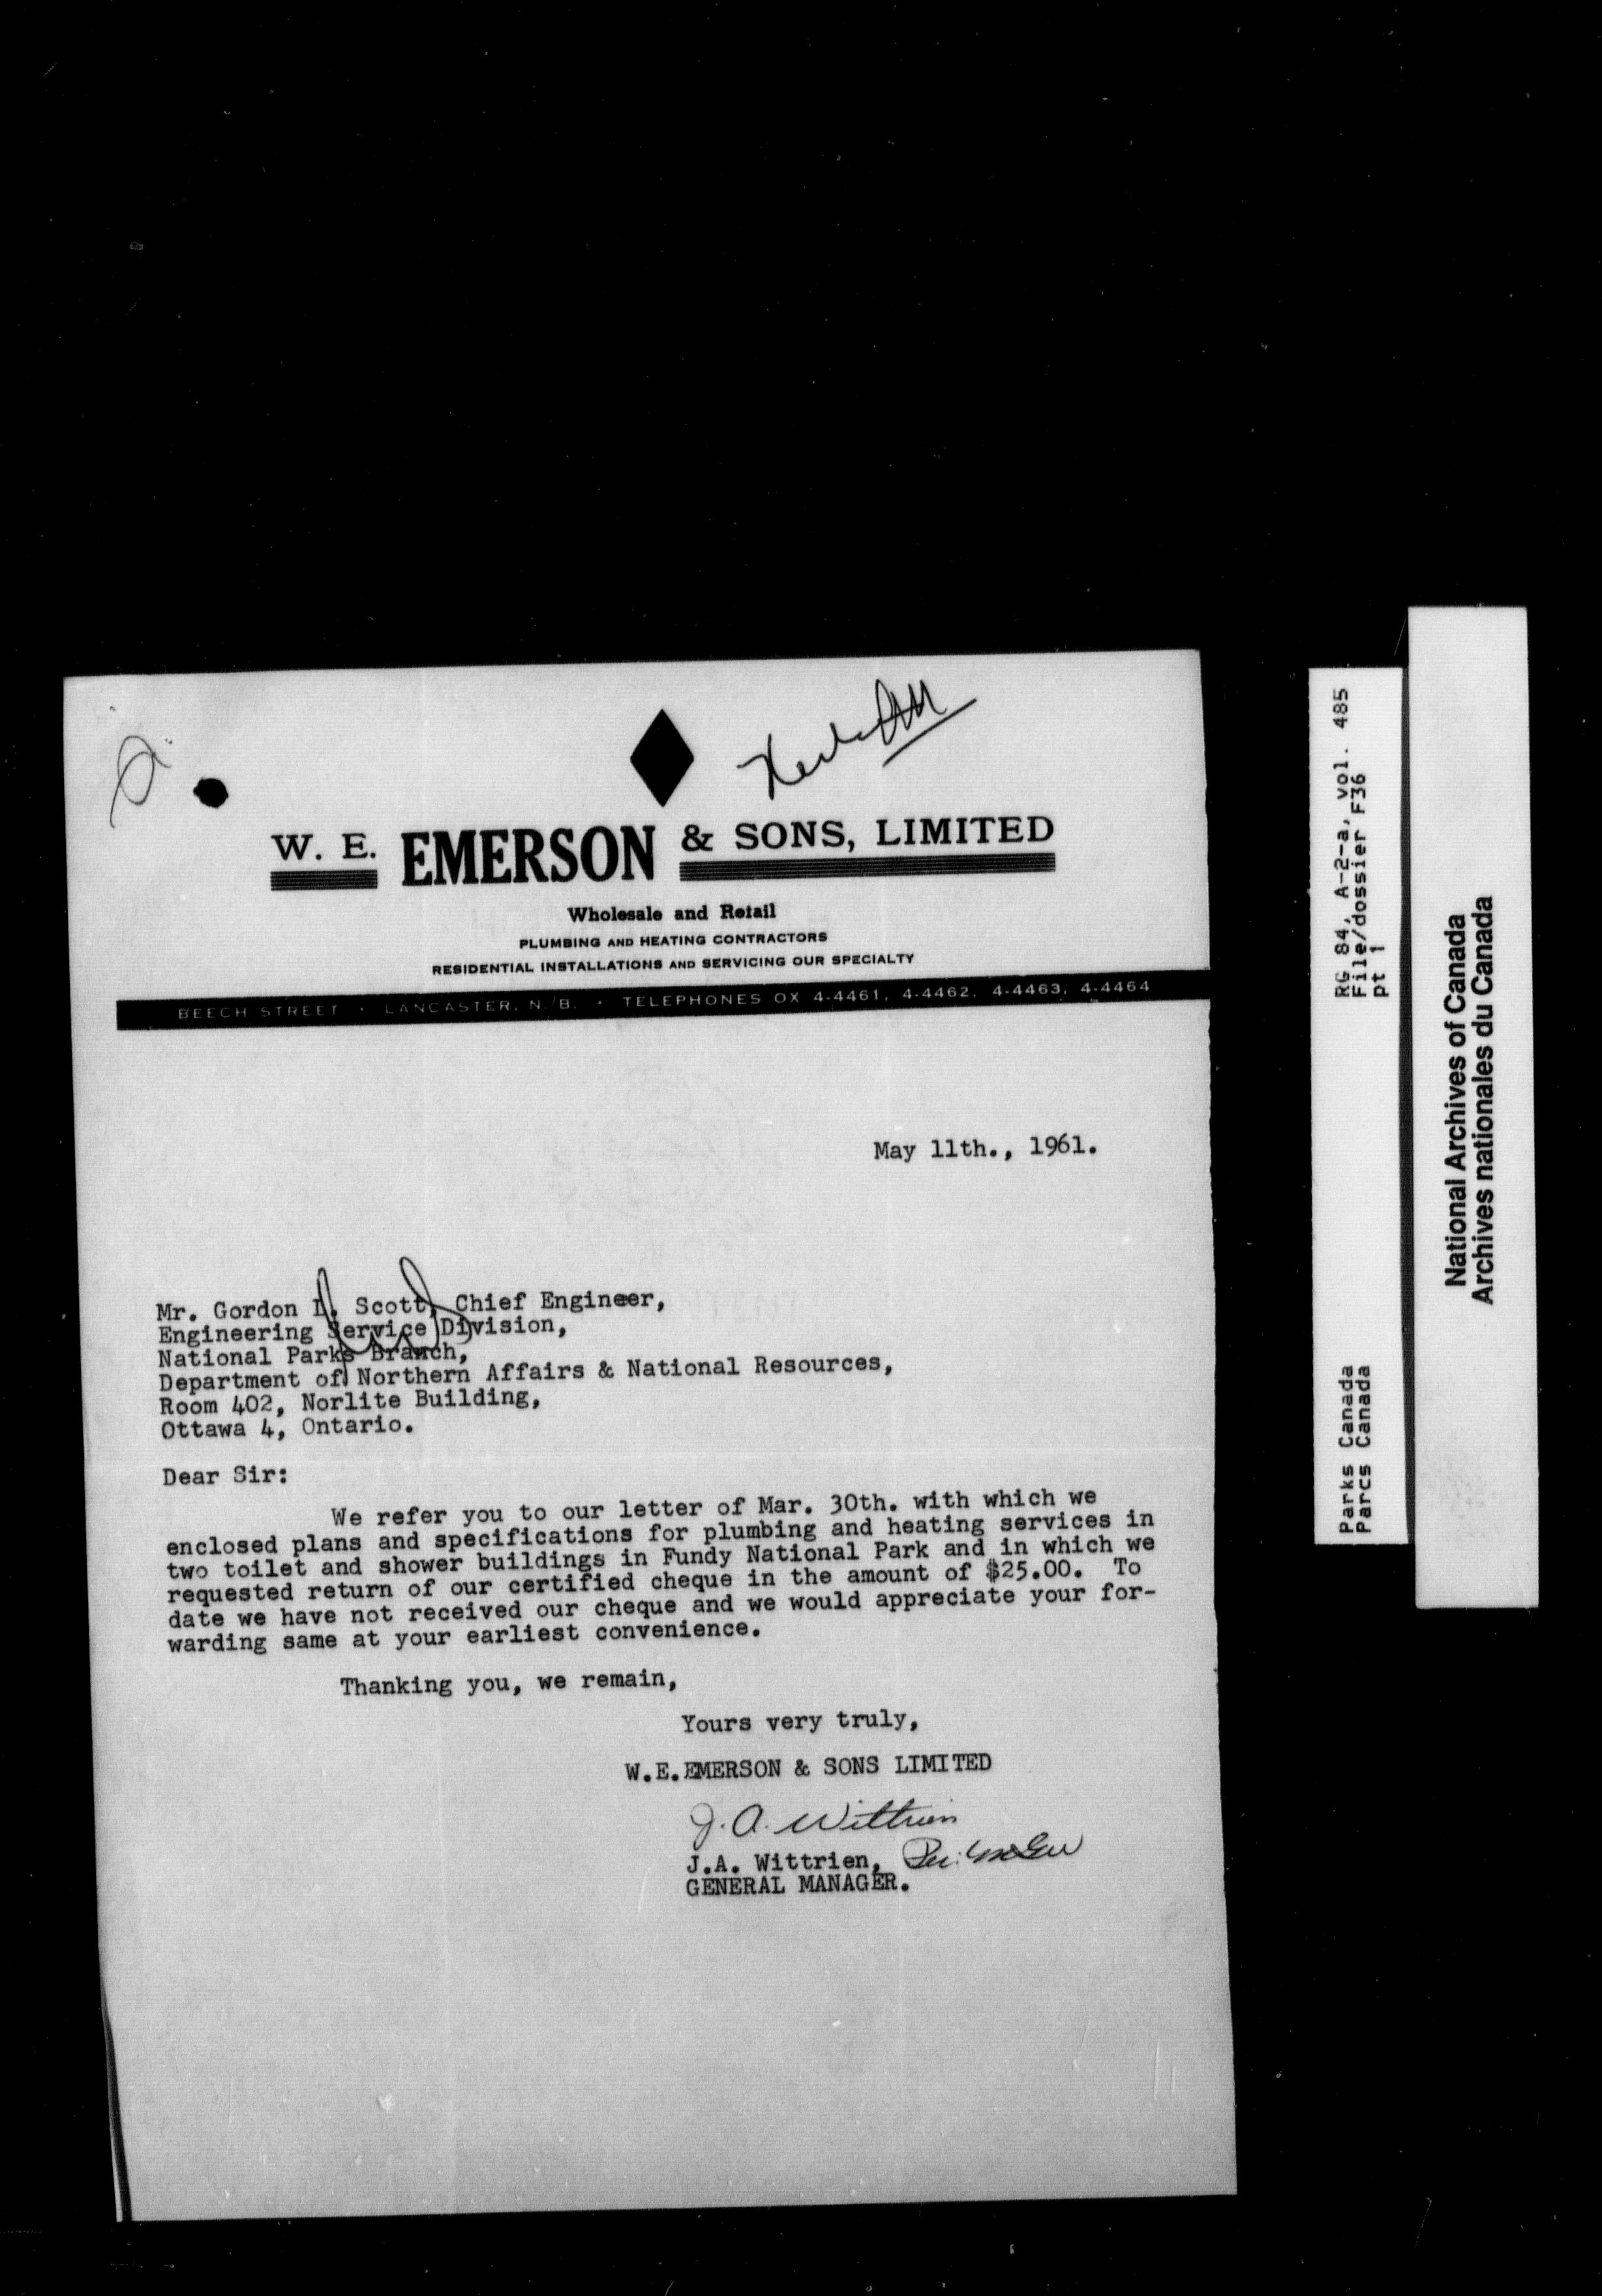 W. E. EMERSON & SONS, LIMITED
Wholesale and Retail
PLUMBING AND HEATING CONTRACTORS
RESIDENTIAL INSTALLATIONS AND SERVICING OUR SPECIALTY
BEECH STREET · LANCASTER, N. B. · TELEPHONES OX 4-4461, 4-4462, 4-4463, 4-4464
May 11th., 1961.
Mr. Gordon L. Scott, Chief Engineer,
Engineering Service Division,
National Parks Branch,
Department of Northern Affairs & National Resources,
Room 402, Norlite Building,
Ottawa 4, Ontario.
Dear Sir:
We refer you to our letter of Mar. 30th. with which we
enclosed plans and specifications for plumbing and heating services in
two toilet and shower buildings in Fundy National Park and in which we
requested return of our certified cheque in the amount of $25.00. To
date we have not received our cheque and we would appreciate your for-
warding same at your earliest convenience.
Thanking you, we remain,
Yours very truly,
W.E.EMERSON & SONS LIMITED
J. A. Wittrien
J.A. Wittrien, Per:
GENERAL MANAGER.
RG 84, A-2-a, vol. 485
File/dossier F36
pt 1
Parks Canada
Parcs Canada
National Archives of Canada
Archives nationales du Canada